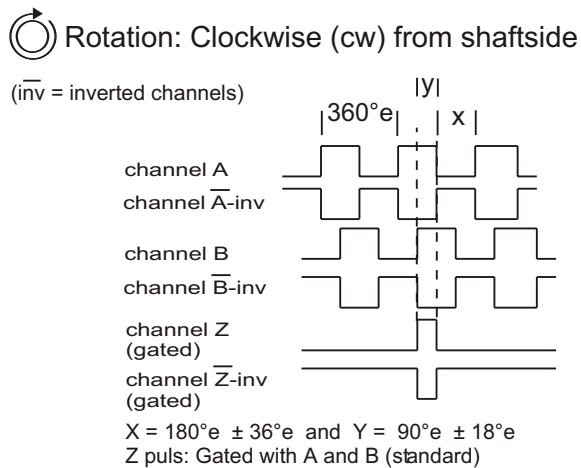 Rotation: Clockwise (cw) from shaftside
(i̅n̅v̅ = inverted channels)
|y|
|360°e| x |
channel A
channel A̅-inv
channel B
channel B̅-inv
channel Z
(gated)
channel Z̅-inv
(gated)
X = 180°e ± 36°e and Y = 90°e ± 18°e
Z puls: Gated with A and B (standard)